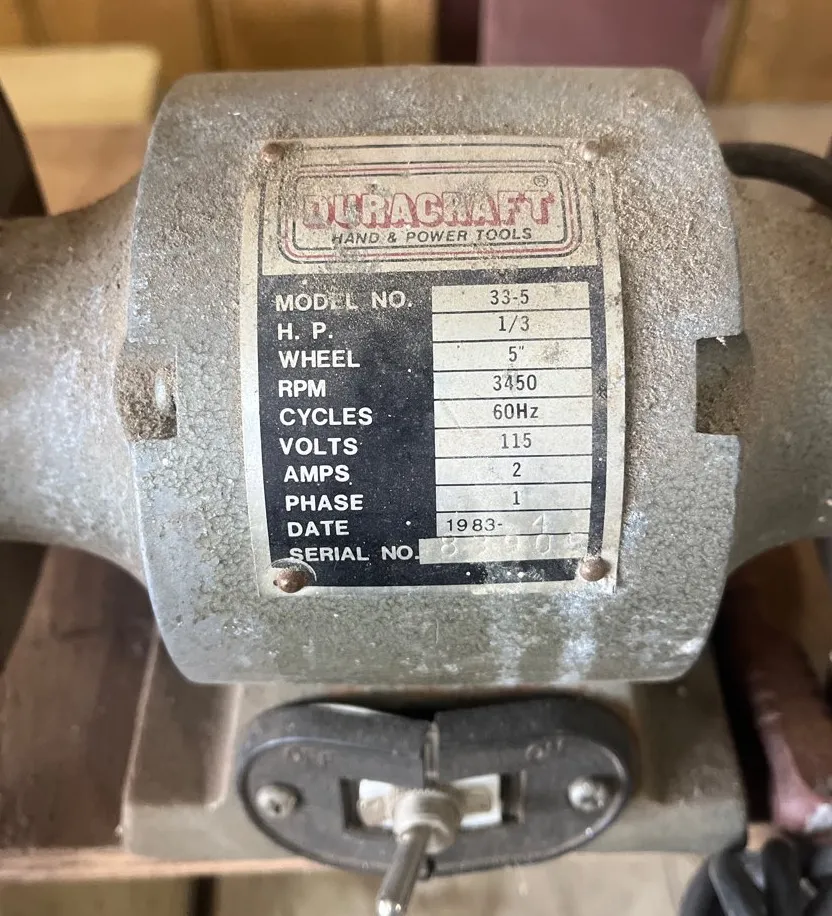 DURACRAFT®
HAND & POWER TOOLS
MODEL NO. 33-5
H. P. 1/3
WHEEL 5"
RPM 3450
CYCLES 60Hz
VOLTS 115
AMPS 2
PHASE 1
DATE 1983- 4
SERIAL NO.